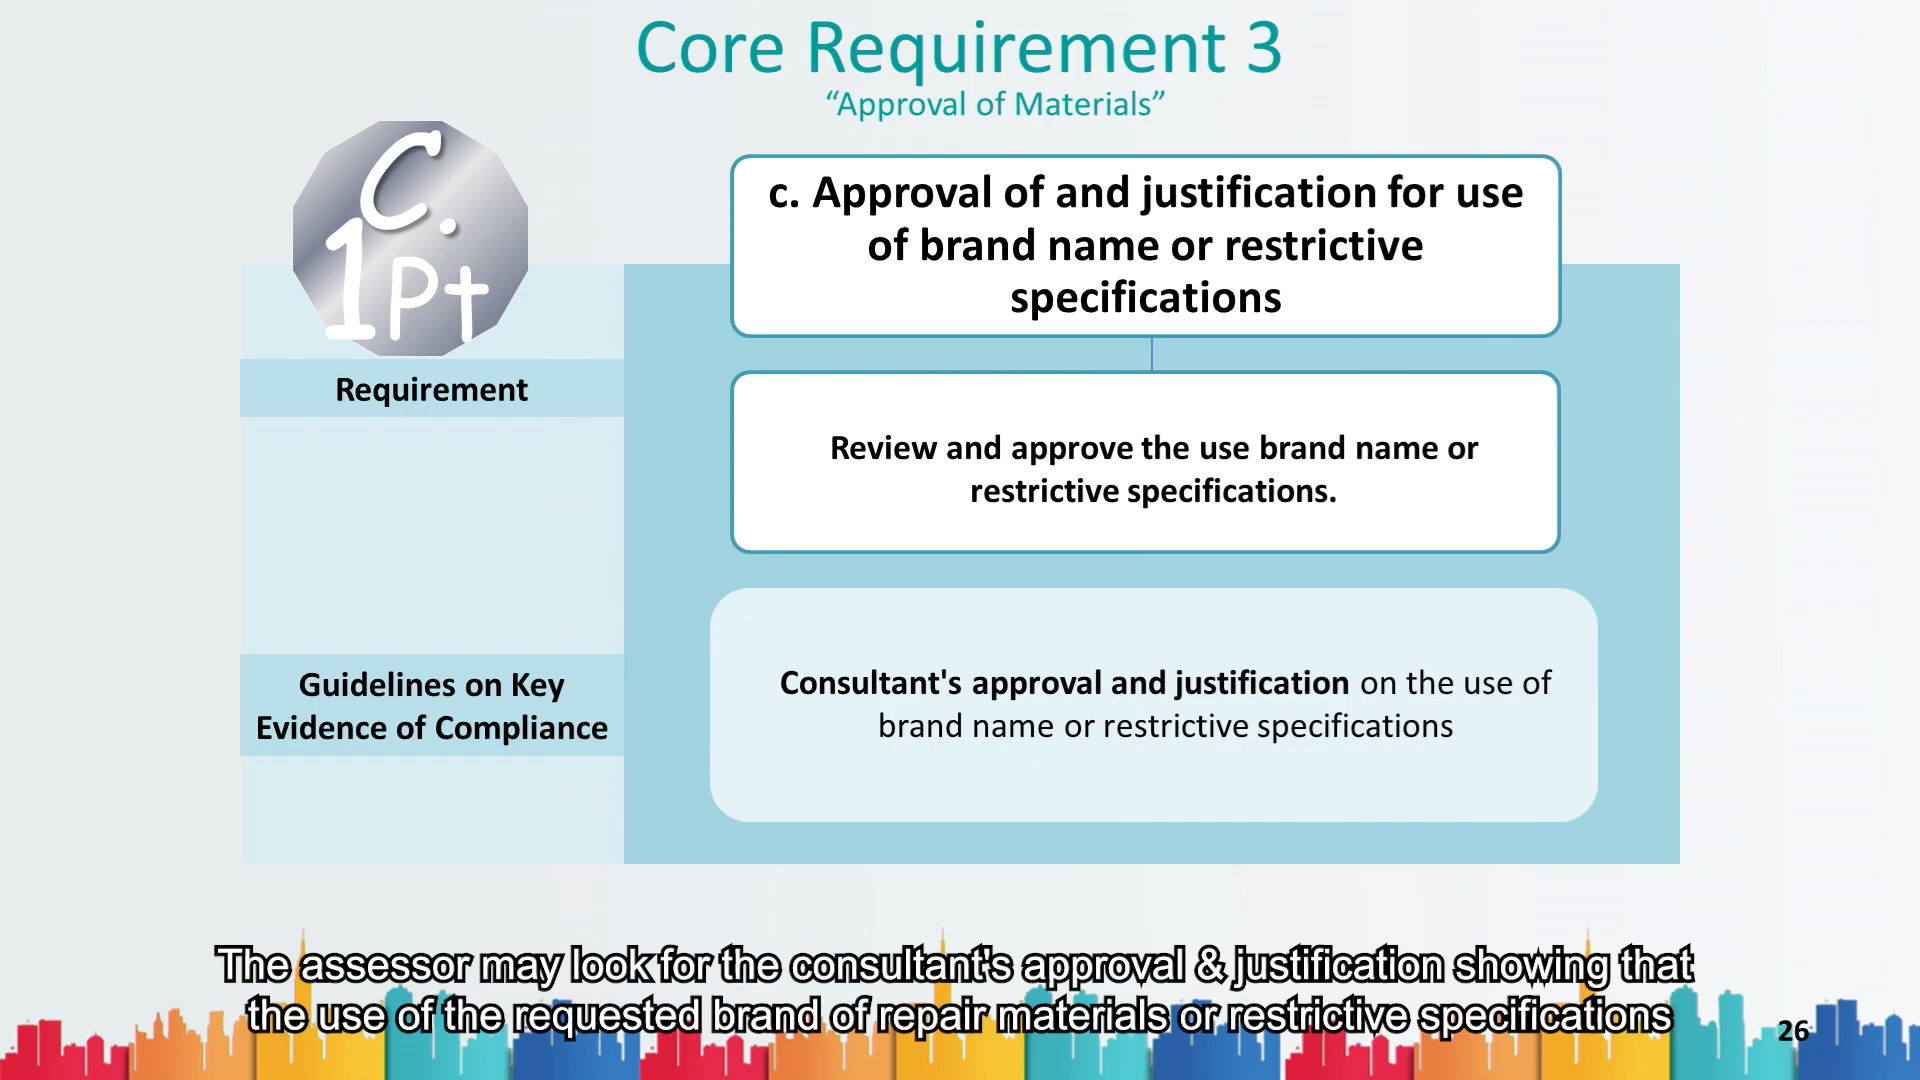 Core Requirement 3
“Approval of Materials”
C.
1Pt
c. Approval of and justification for use
of brand name or restrictive
specifications
Requirement
Review and approve the use brand name or
restrictive specifications.
Guidelines on Key
Evidence of Compliance
Consultant's approval and justification on the use of
brand name or restrictive specifications
The assessor may look for the consultant's approval & justification showing that
the use of the requested brand of repair materials or restrictive specifications
26